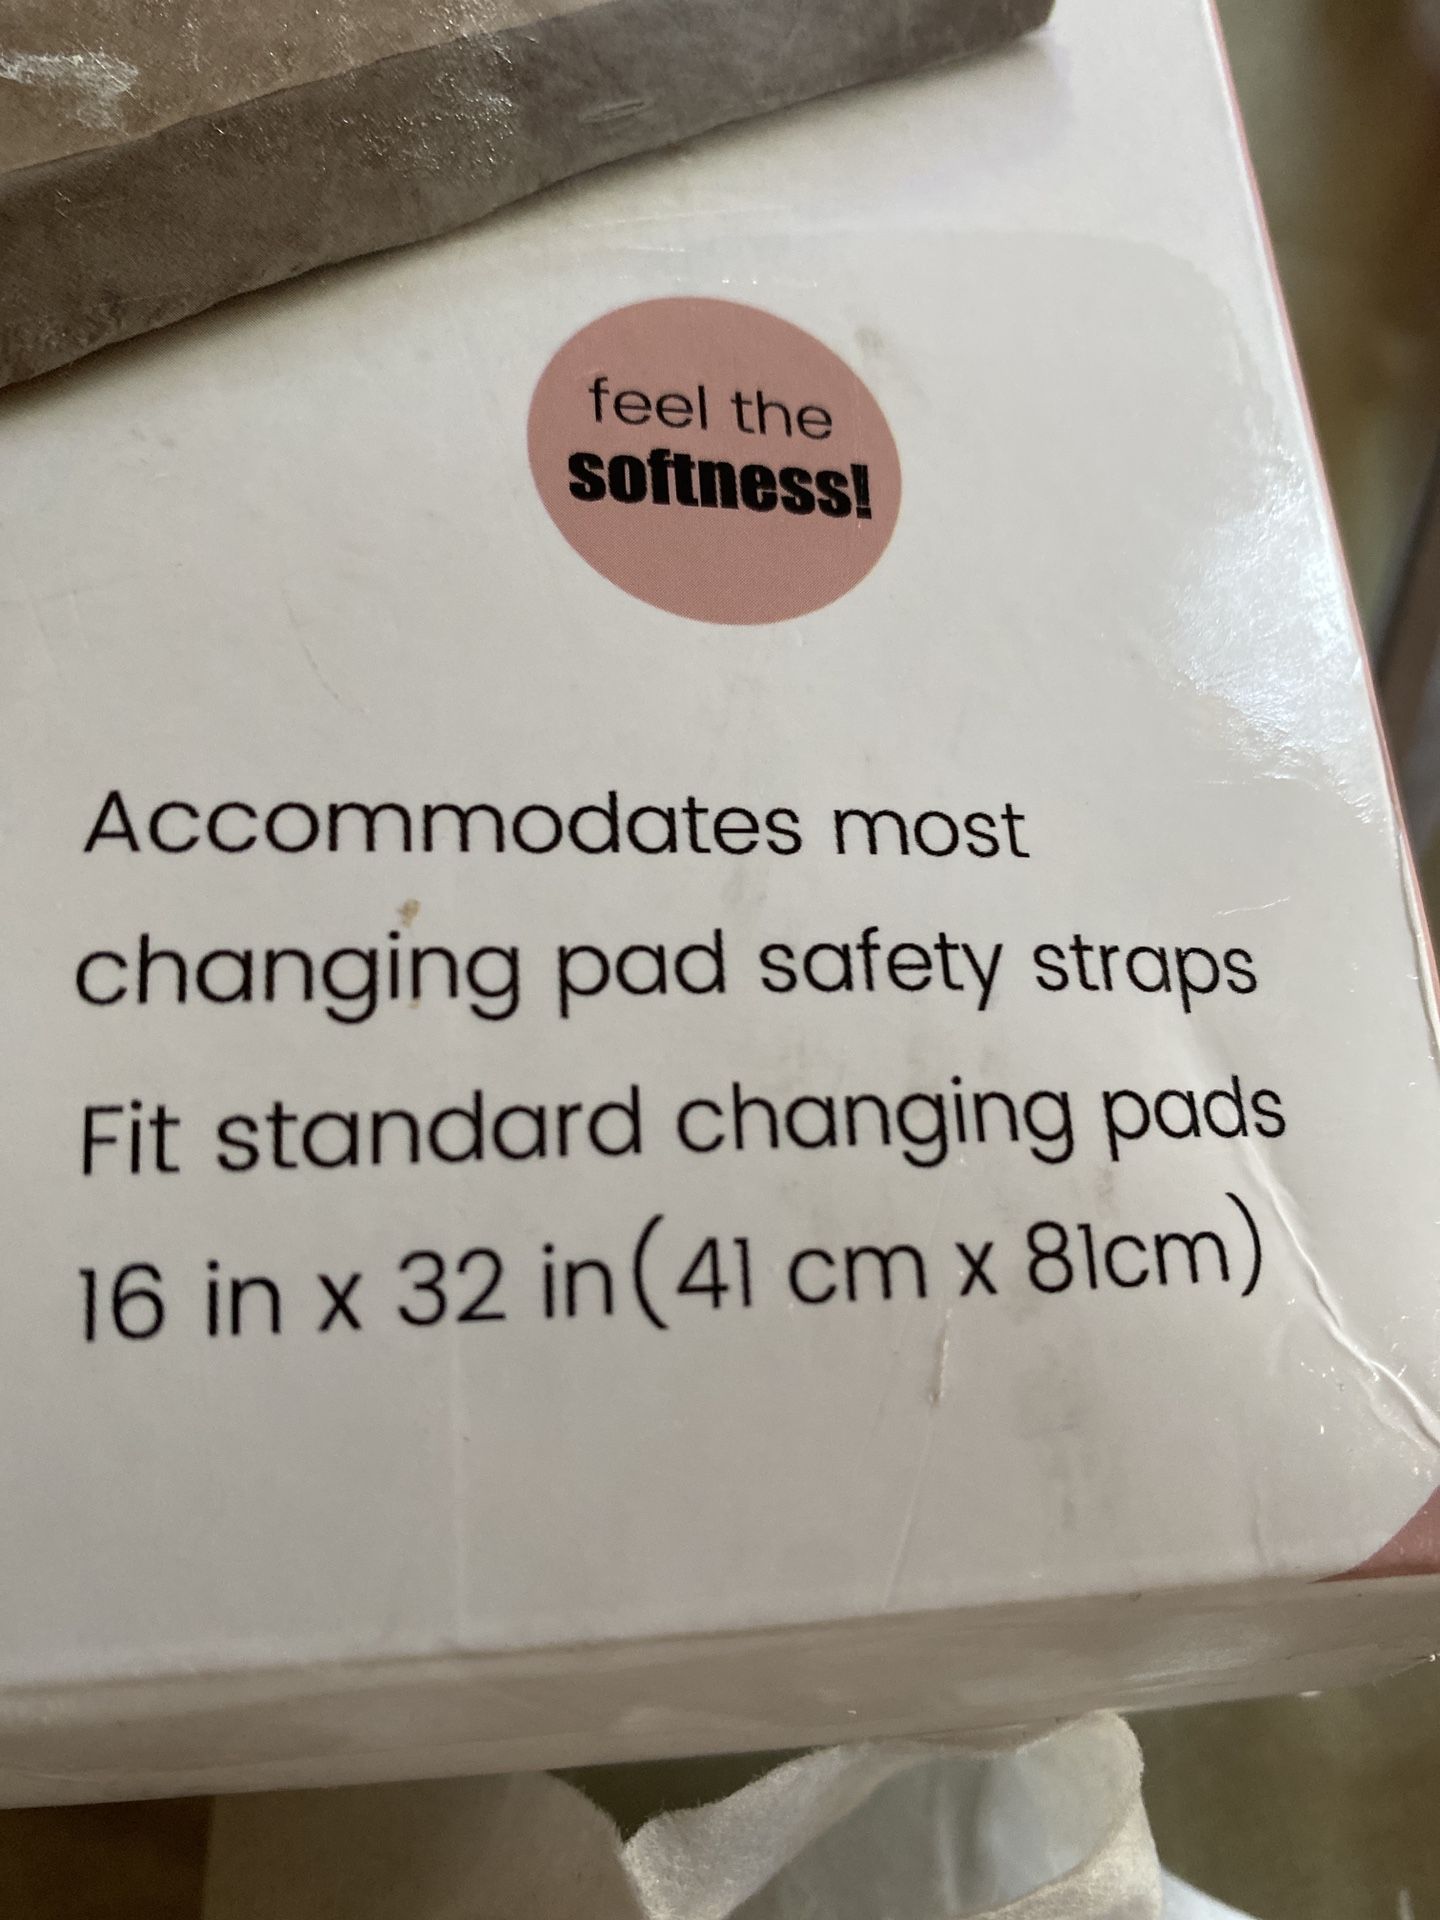 feel the
softness!
Accommodates most
changing pad safety straps
Fit standard changing pads
16 in x 32 in(41 cm x 81cm)